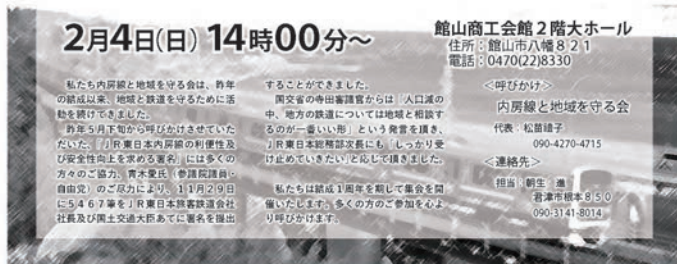 2月4日(日) 14時00分～
館山商工会館２階大ホール
住所：館山市八幡８２１
電話：0470(22)8330
　私たち内房線と地域を守る会は、昨年
の結成以来、地域と鉄道を守るために活
動を続けてきました。
　昨年５月下旬から呼びかけさせていた
だいた、「ＪＲ東日本内房線の利便性及
び安全性向上を求める署名」には多くの
方々のご協力、青木愛氏（参議院議員・
自由党）のご尽力により、１１月２９日
に５４６７筆をＪＲ東日本旅客鉄道会社
社長及び国土交通大臣あてに署名を提出
することができました。
　国交省の寺田審議官からは「人口減の
中、地方の鉄道については地域と相談す
るのが一番いい形」という発言を頂き、
ＪＲ東日本総務部次長にも「しっかり受
け止めていきたい」と応じて頂きました。
　私たちは結成１周年を期して集会を開
催いたします。多くの方のご参加を心よ
り呼びかけます。
＜呼びかけ＞
内房線と地域を守る会
代表：松苗禮子
090-4270-4715
＜連絡先＞
担当：朝生　進
君津市根本８５０
090-3141-8014